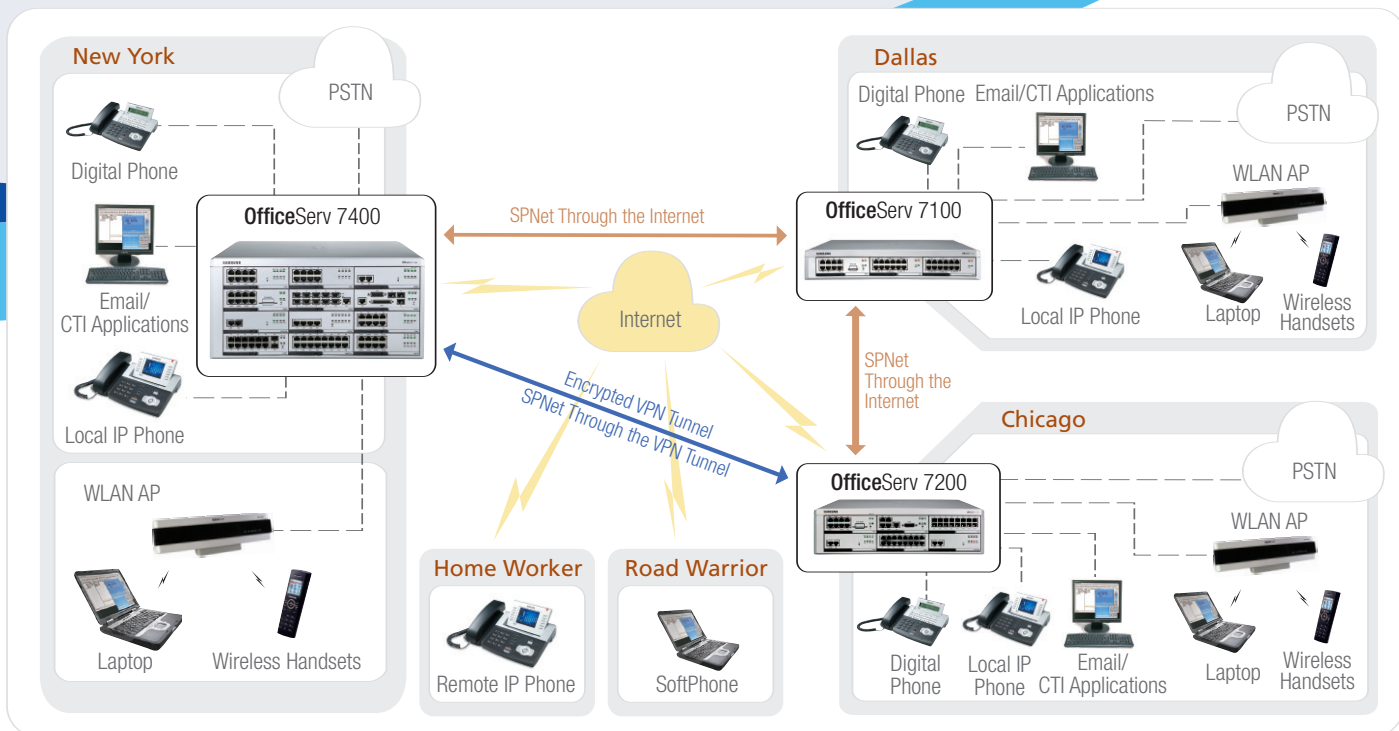 New York
PSTN
Digital Phone
OfficeServ 7400
SAMSUNG
Email/
CTI Applications
Local IP Phone
WLAN AP
Laptop
Wireless Handsets
SPNet Through the Internet
Internet
Encrypted VPN Tunnel
SPNet Through the VPN Tunnel
SPNet
Through the
Internet
Home Worker
Remote IP Phone
Road Warrior
SoftPhone
Dallas
Digital Phone
Email/CTI Applications
PSTN
OfficeServ 7100
WLAN AP
Local IP Phone
Laptop
Wireless
Handsets
Chicago
PSTN
OfficeServ 7200
WLAN AP
Digital
Phone
Local IP
Phone
Email/
CTI Applications
Laptop
Wireless
Handsets